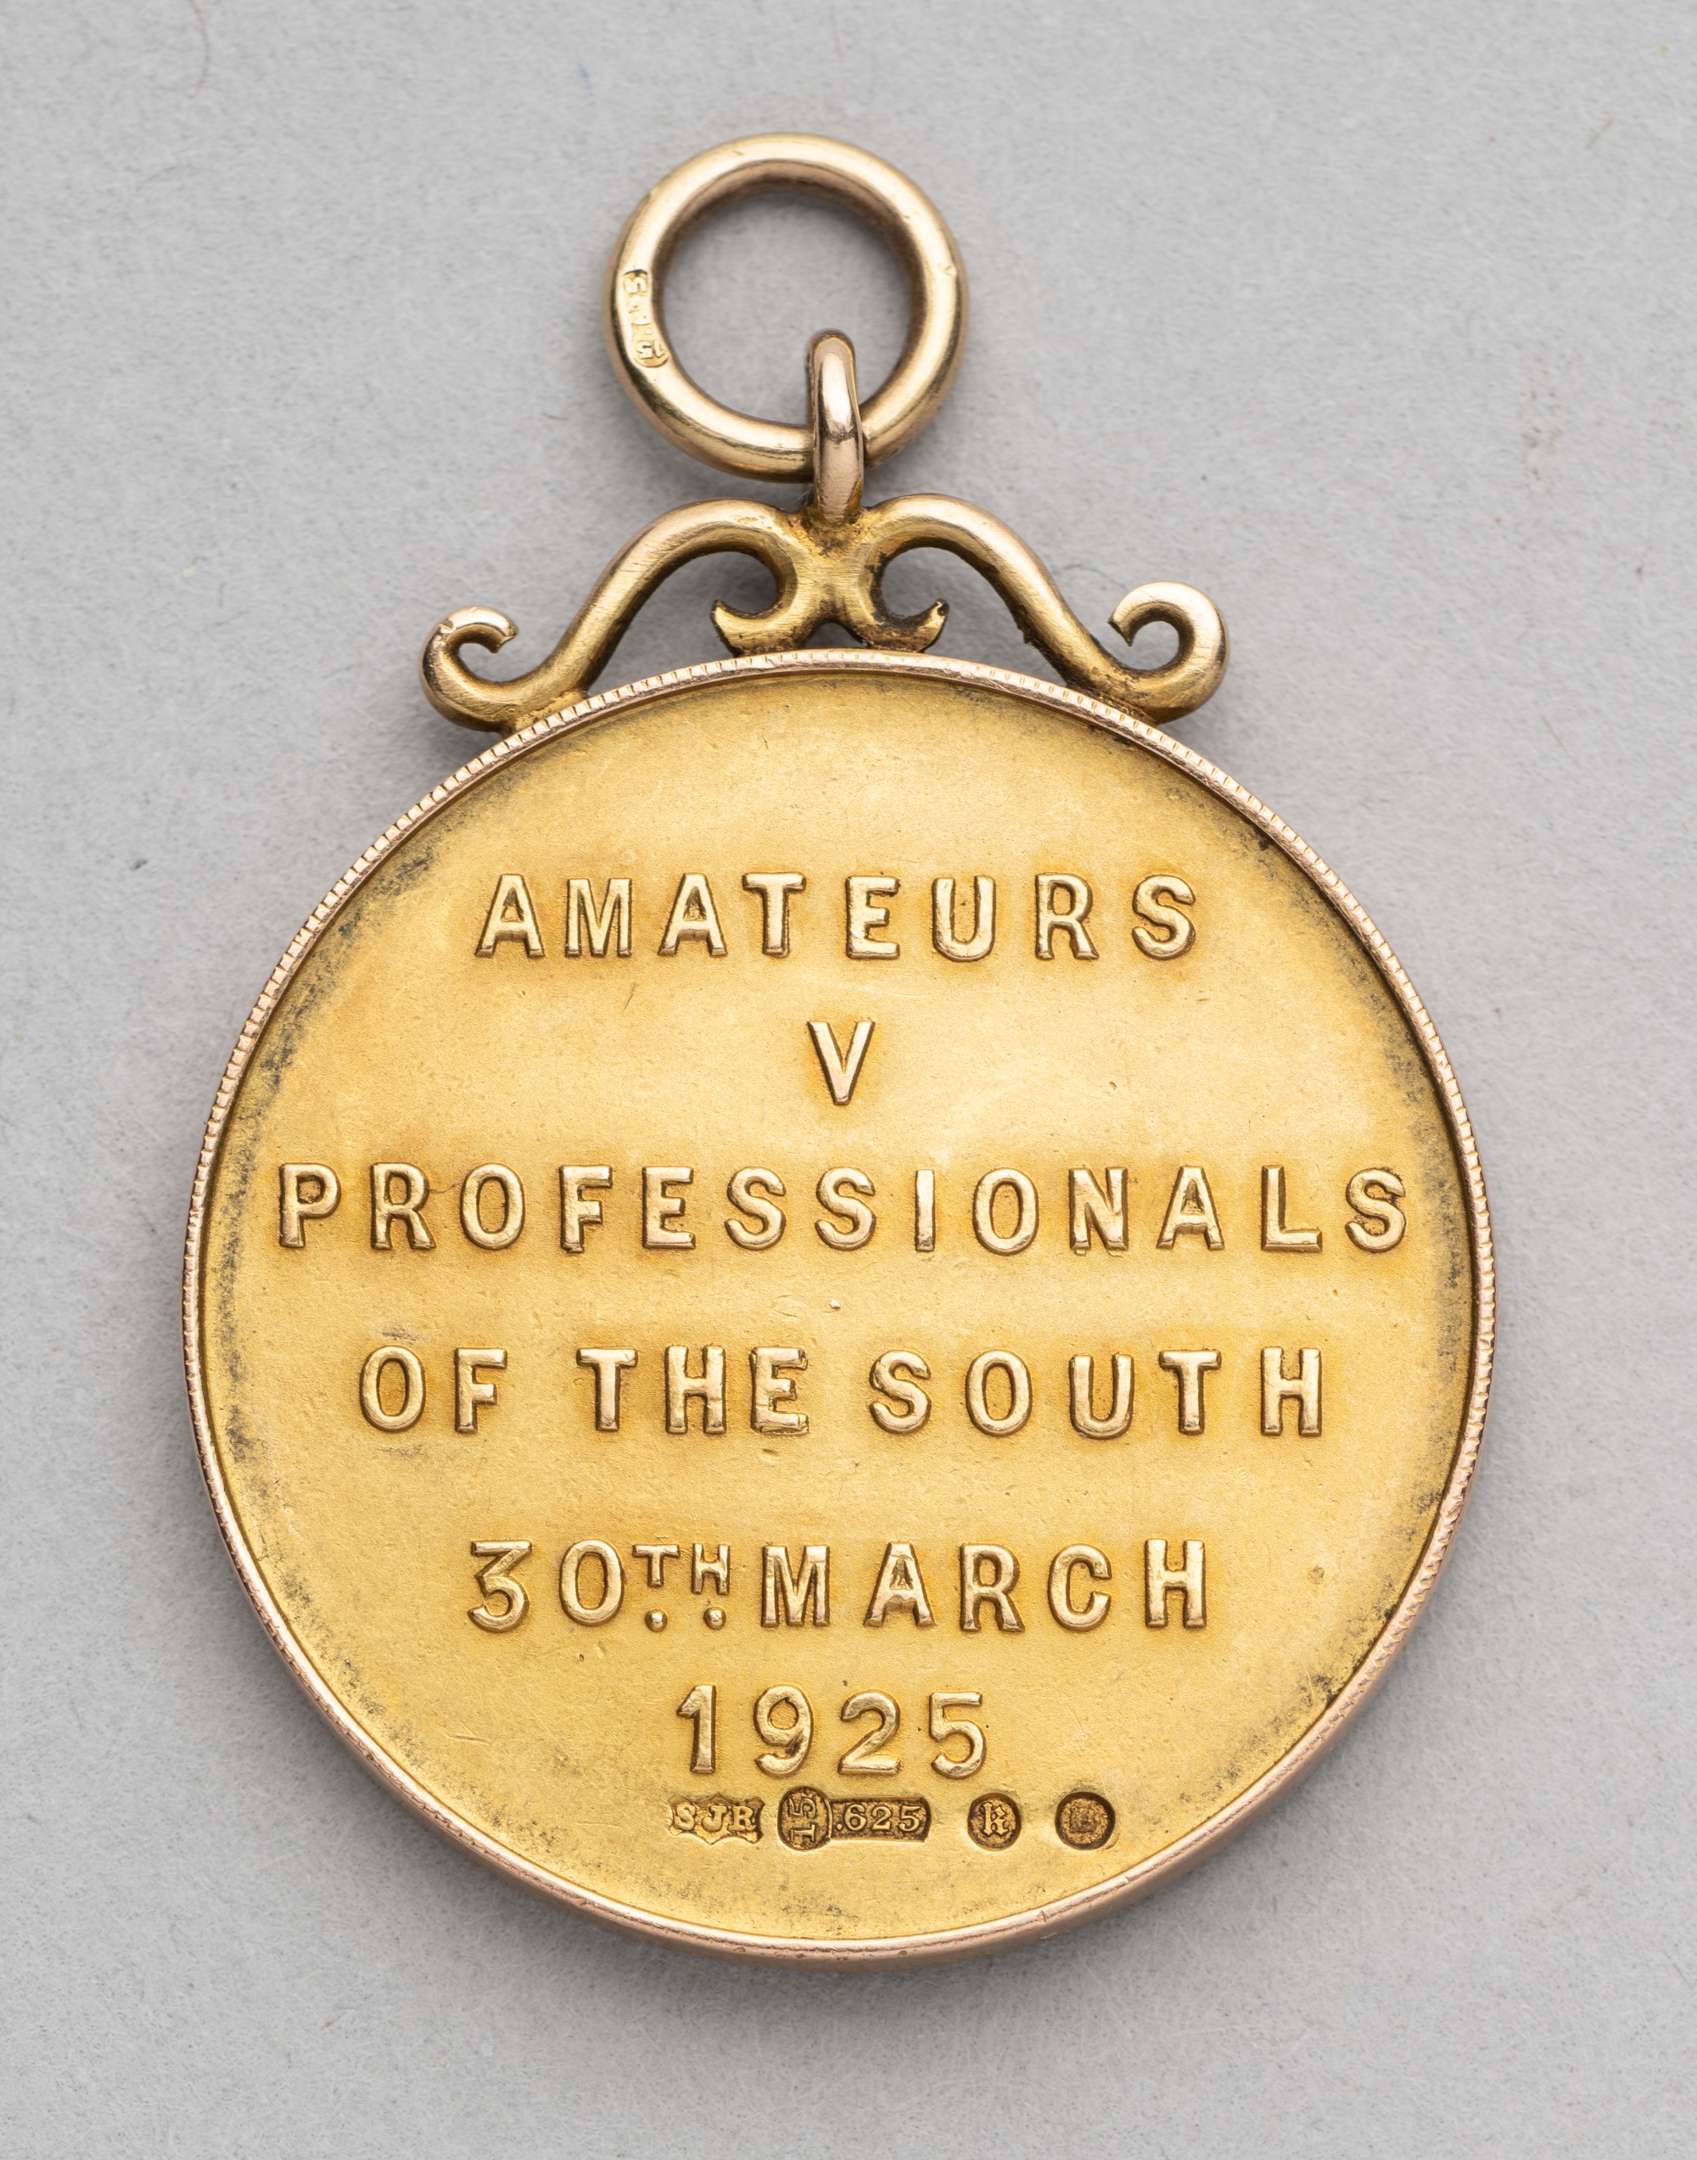 AMATEURS
V
PROFESSIONALS
OF THE SOUTH
30TH MARCH
1925
SJR 15 .625 k